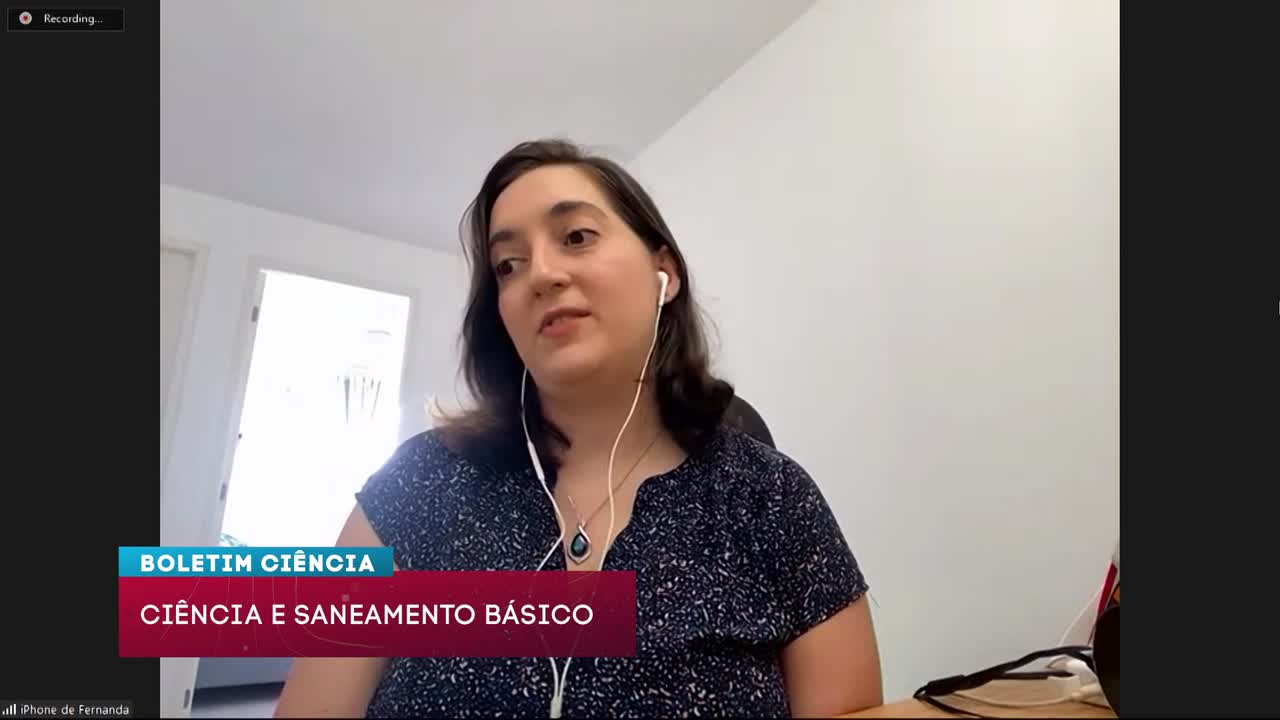 Recording...
BOLETIM CIÊNCIA
CIÊNCIA E SANEAMENTO BÁSICO
iPhone de Fernanda